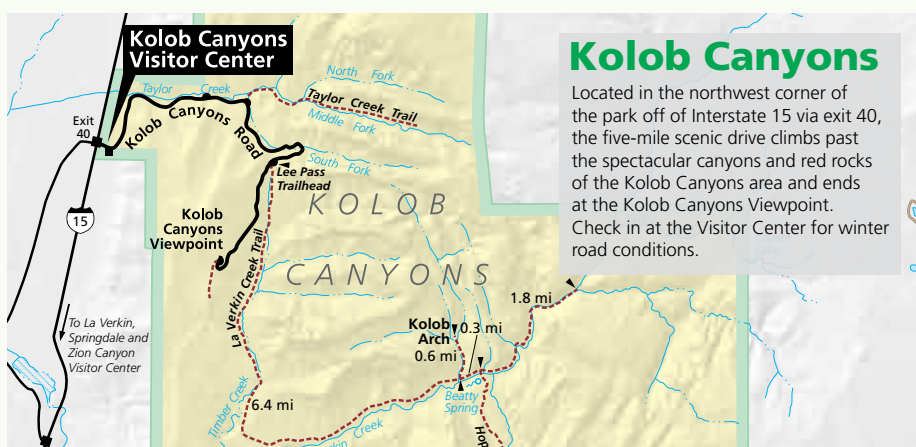 Kolob Canyons
Visitor Center
Kolob Canyons
Located in the northwest corner of
the park off of Interstate 15 via exit 40,
the five-mile scenic drive climbs past
the spectacular canyons and red rocks
of the Kolob Canyons area and ends
at the Kolob Canyons Viewpoint.
Check in at the Visitor Center for winter
road conditions.
North Fork
Taylor Creek
Taylor Creek Trail
Middle Fork
Exit
40
Kolob Canyons Road
South Fork
Lee Pass
Trailhead
KOLOB
CANYONS
15
Kolob
Canyons
Viewpoint
La Verkin Creek Trail
1.8 mi
Kolob
Arch
0.6 mi
0.3 mi
To La Verkin,
Springdale and
Zion Canyon
Visitor Center
Timber Creek
6.4 mi
Beatty
Spring
Creek